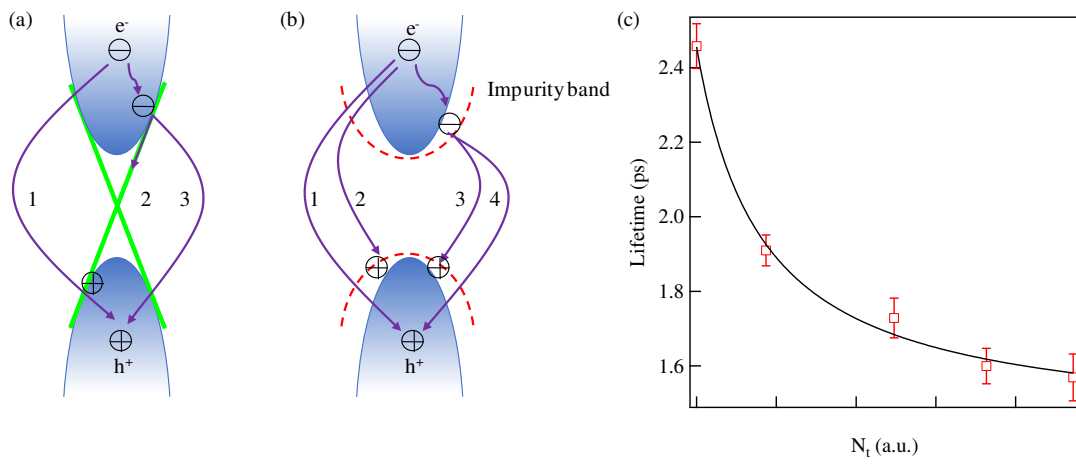 (a)
e-
1
2
3
h+
(b)
e-
Impurity band
1
2
3
4
h+
(c)
2.4
2.2
2.0
1.8
1.6
Lifetime (ps)
Nt (a.u.)